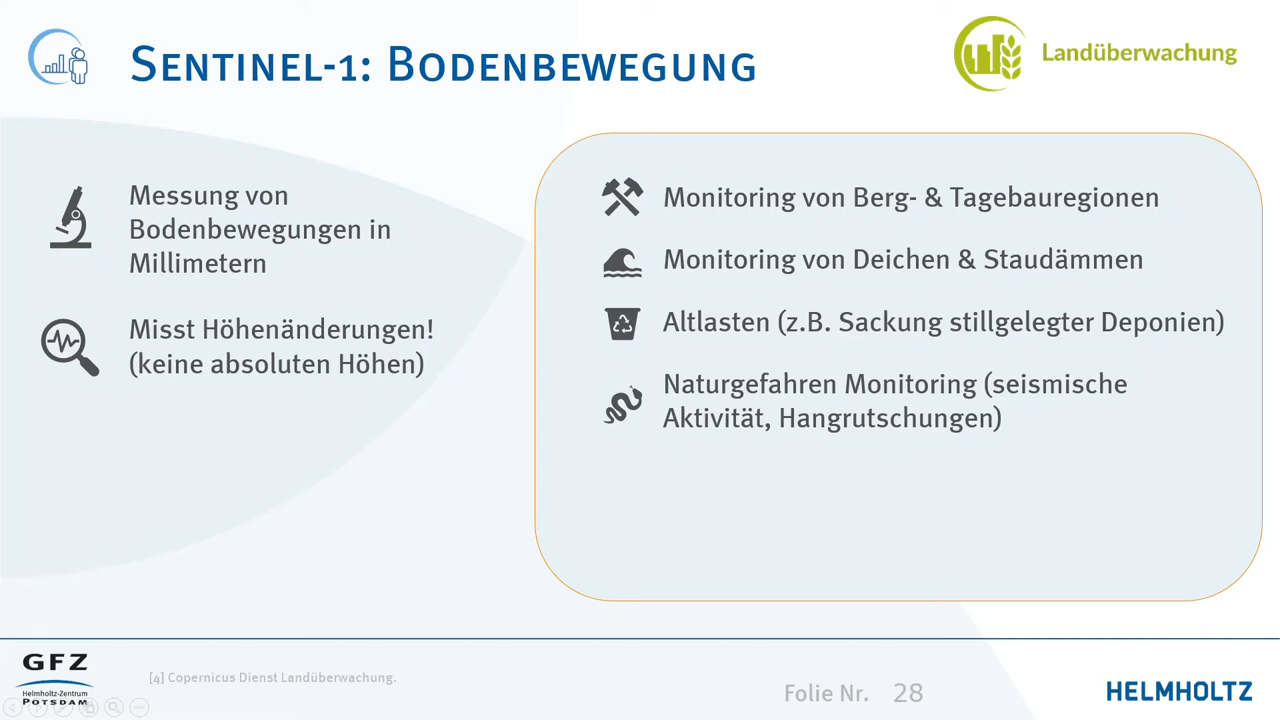 Sentinel-1: Bodenbewegung
Landüberwachung
Messung von
Bodenbewegungen in
Millimetern
Misst Höhenänderungen!
(keine absoluten Höhen)
Monitoring von Berg- & Tagebauregionen
Monitoring von Deichen & Staudämmen
Altlasten (z.B. Sackung stillgelegter Deponien)
Naturgefahren Monitoring (seismische
Aktivität, Hangrutschungen)
GFZ
Helmholtz-Zentrum
Potsdam
[4] Copernicus Dienst Landüberwachung.
Folie Nr. 28
HELMHOLTZ